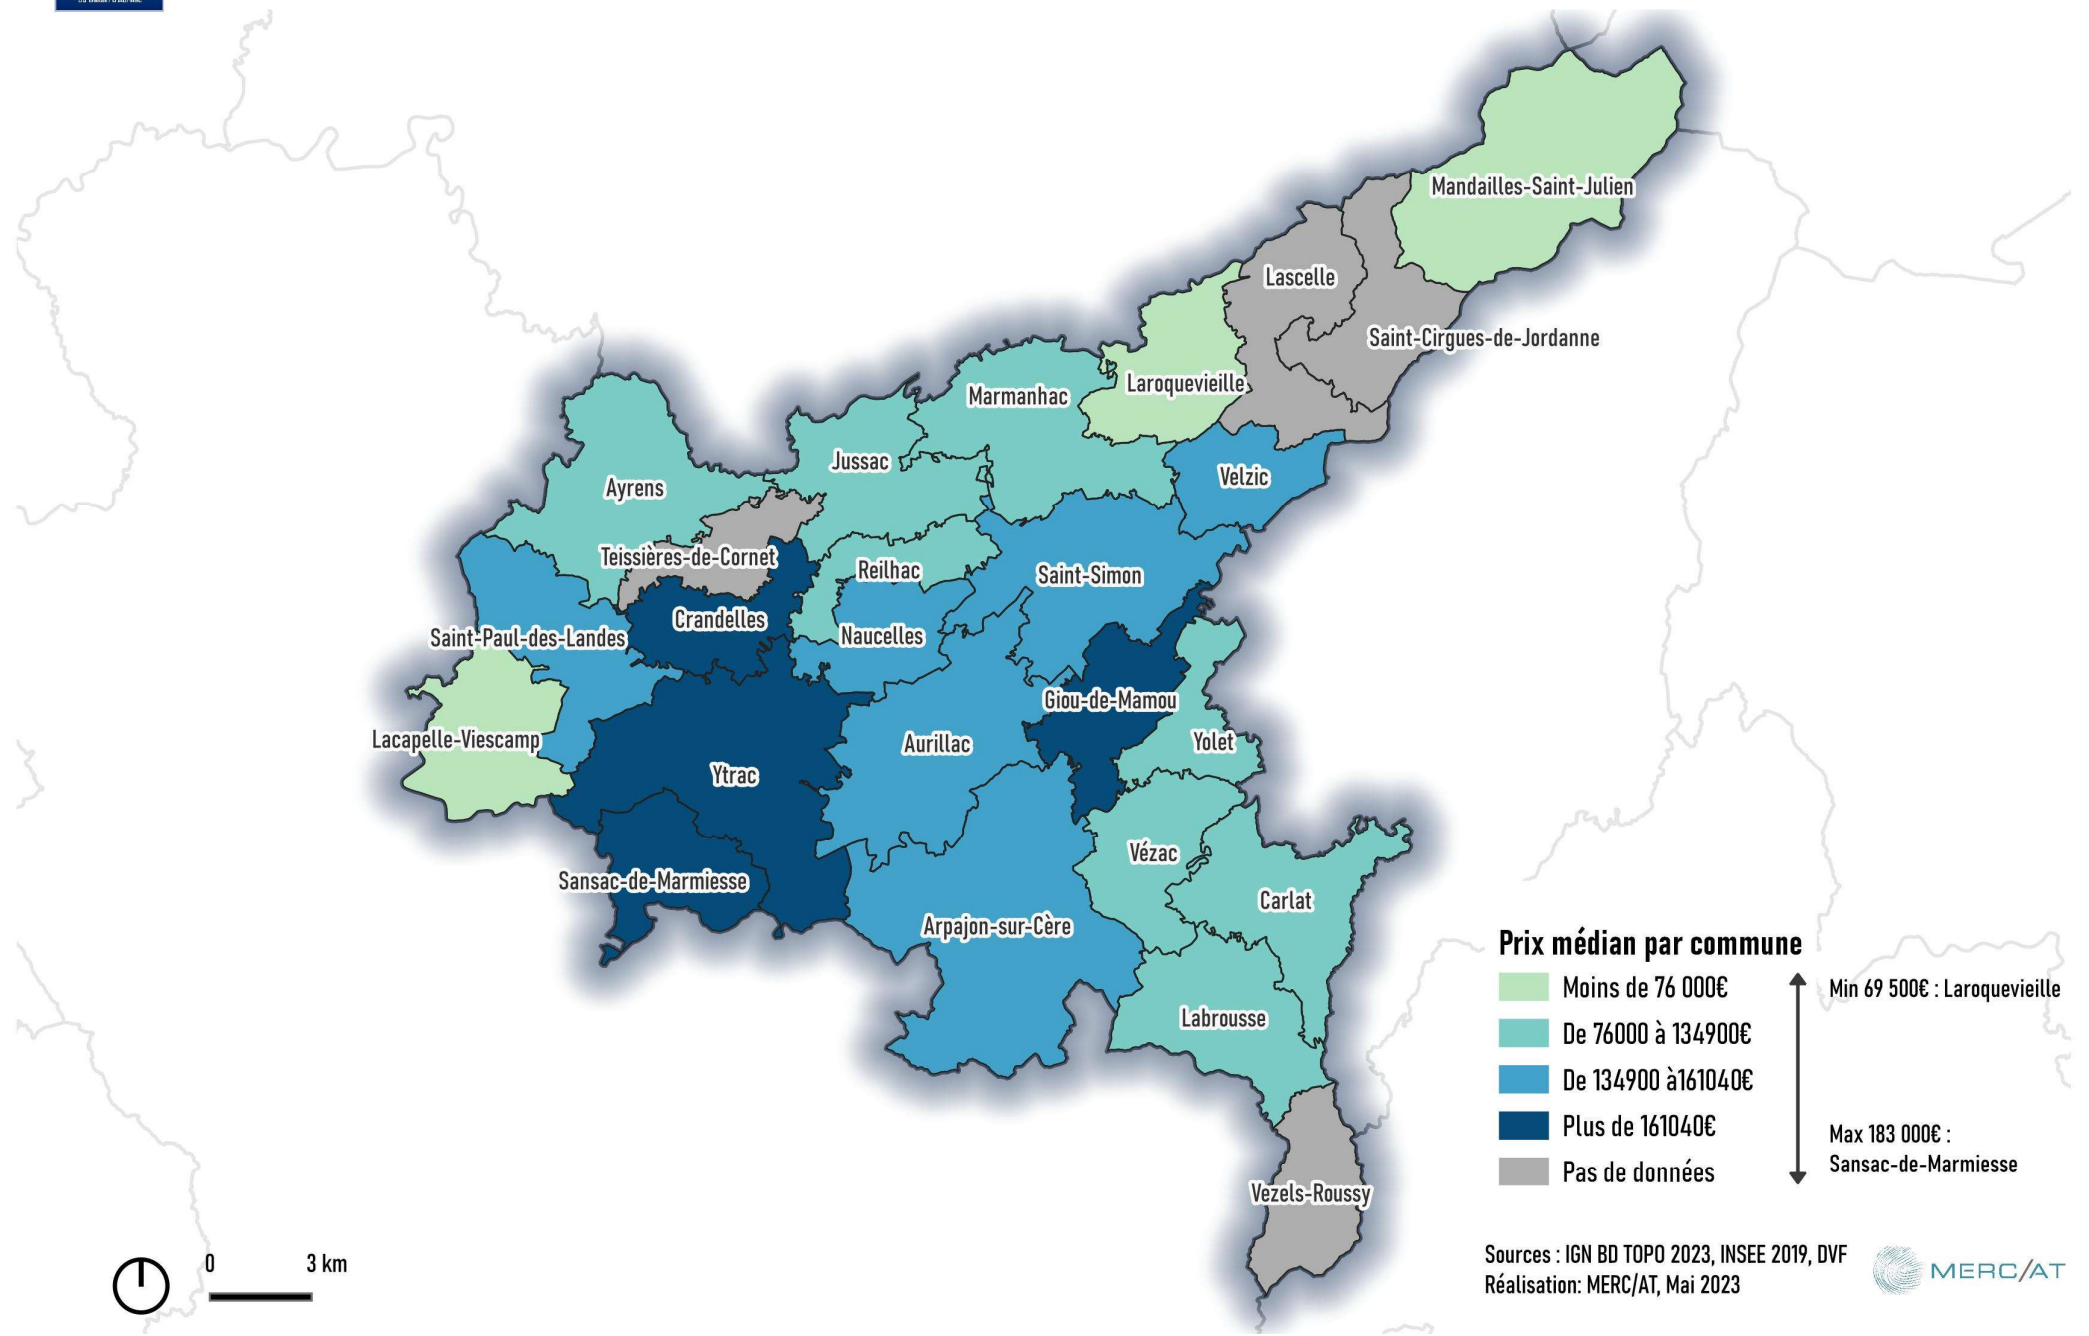 Mandailles-Saint-Julien
Lascelle
Saint-Cirgues-de-Jordanne
Laroquevieille
Marmanhac
Jussac
Velzic
Ayrens
Teissières-de-Cornet
Reilhac
Saint-Simon
Crandelles
Naucelles
Saint-Paul-des-Landes
Giou-de-Mamou
Lacapelle-Viescamp
Aurillac
Yolet
Ytrac
Vézac
Sansac-de-Marmiesse
Carlat
Arpajon-sur-Cère
Labrousse
Vezels-Roussy
Prix médian par commune
Moins de 76 000€
De 76000 à 134900€
De 134900 à161040€
Plus de 161040€
Pas de données
Min 69 500€ : Laroquevieille
Max 183 000€ :
Sansac-de-Marmiesse
0 3 km
Sources : IGN BD TOPO 2023, INSEE 2019, DVF
Réalisation: MERC/AT, Mai 2023
MERC/AT